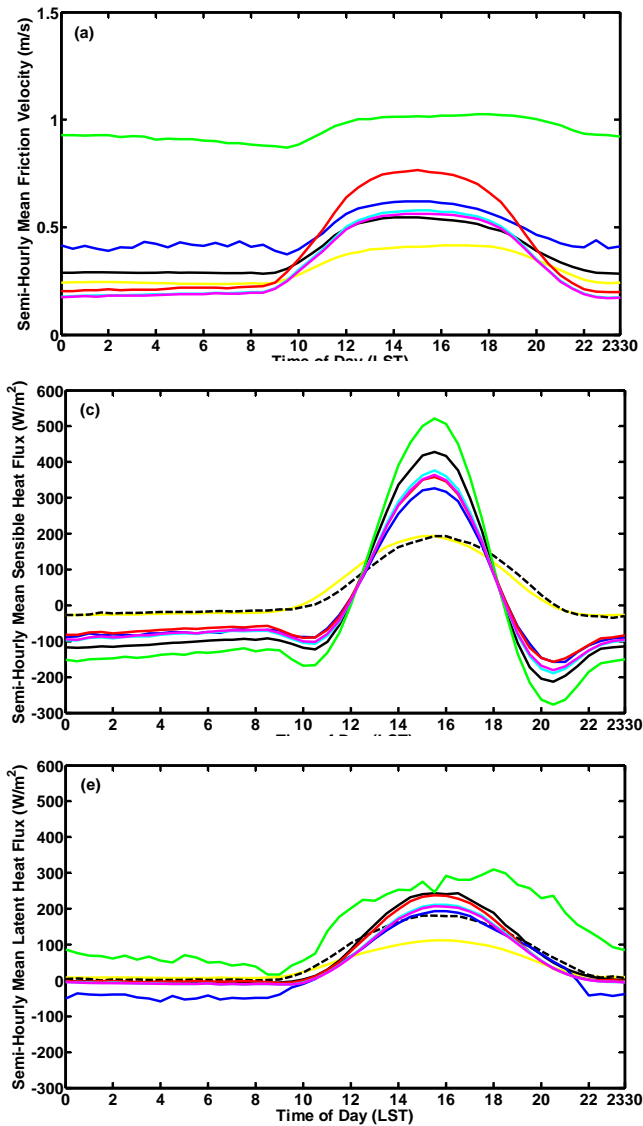 (a)
Semi-Hourly Mean Friction Velocity (m/s)
1.5
1
0.5
0
0 2 4 6 8 10 12 14 16 18 20 22 2330
Time of Day (LST)
(c)
Semi-Hourly Mean Sensible Heat Flux (W/m²)
600
500
400
300
200
100
0
-100
-200
-300
0 2 4 6 8 10 12 14 16 18 20 22 2330
Time of Day (LST)
(e)
Semi-Hourly Mean Latent Heat Flux (W/m²)
600
500
400
300
200
100
0
-100
-200
-300
0 2 4 6 8 10 12 14 16 18 20 22 2330
Time of Day (LST)